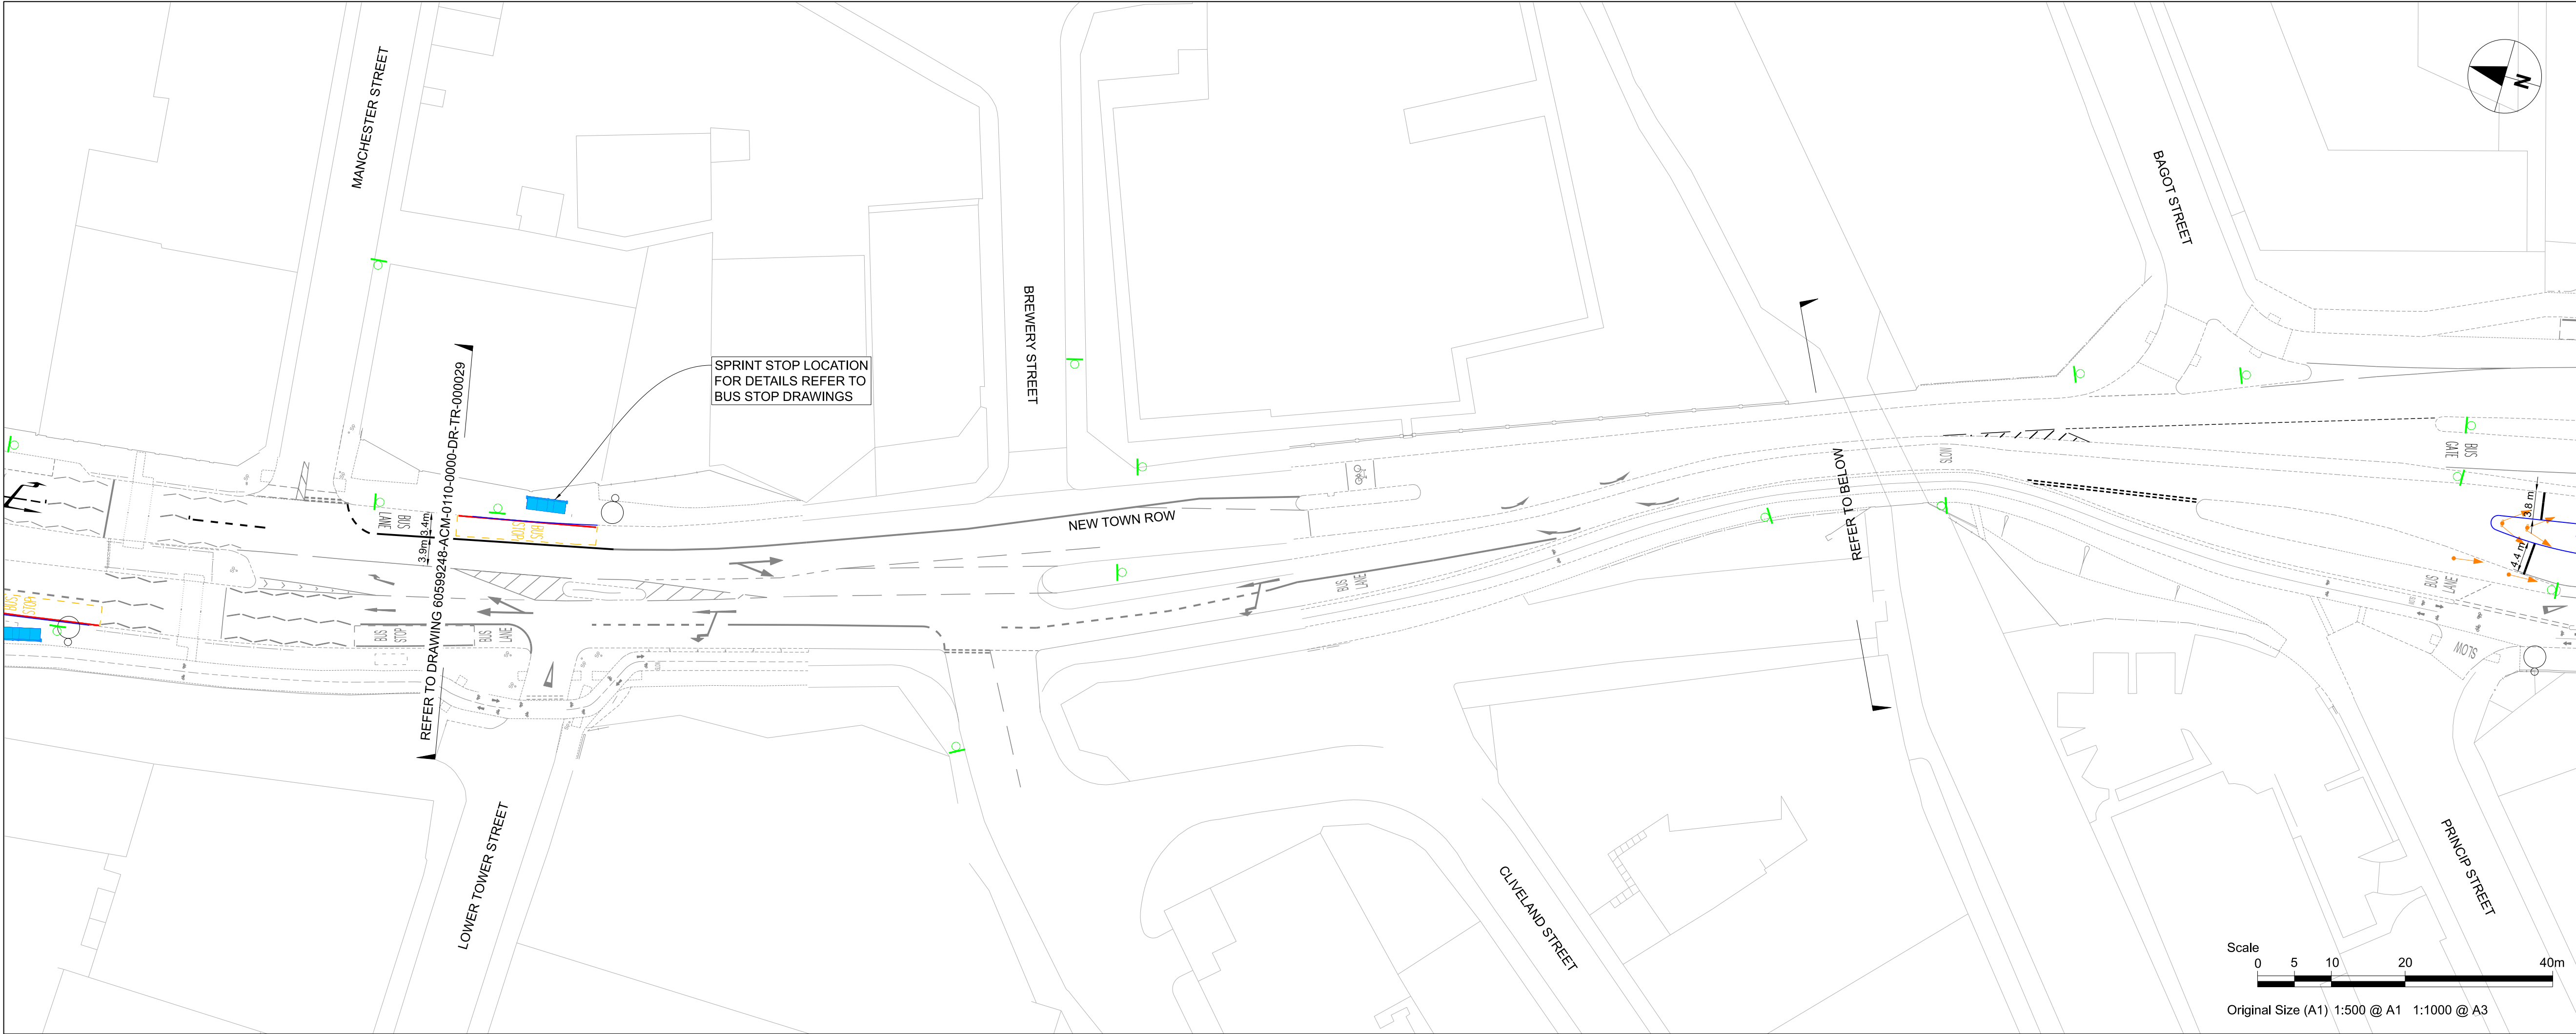 MANCHESTER STREET
BREWERY STREET
BAGOT STREET
N
SPRINT STOP LOCATION
FOR DETAILS REFER TO
BUS STOP DRAWINGS
REFER TO DRAWING 60599248-ACM-0110-0000-DR-TR-000029
3.9m
3.4m
BUS
LANE
BUS
STOP
NEW TOWN ROW
REFER TO BELOW
SLOW
BUS
GATE
3.8 m
4.4 m
BUS
STOP
BUS
STOP
BUS
LANE
BUS
LANE
BUS
LANE
SLOW
LOWER TOWER STREET
CLIVELAND STREET
PRINCIP STREET
Scale
0 5 10 20 40m
Original Size (A1) 1:500 @ A1 1:1000 @ A3